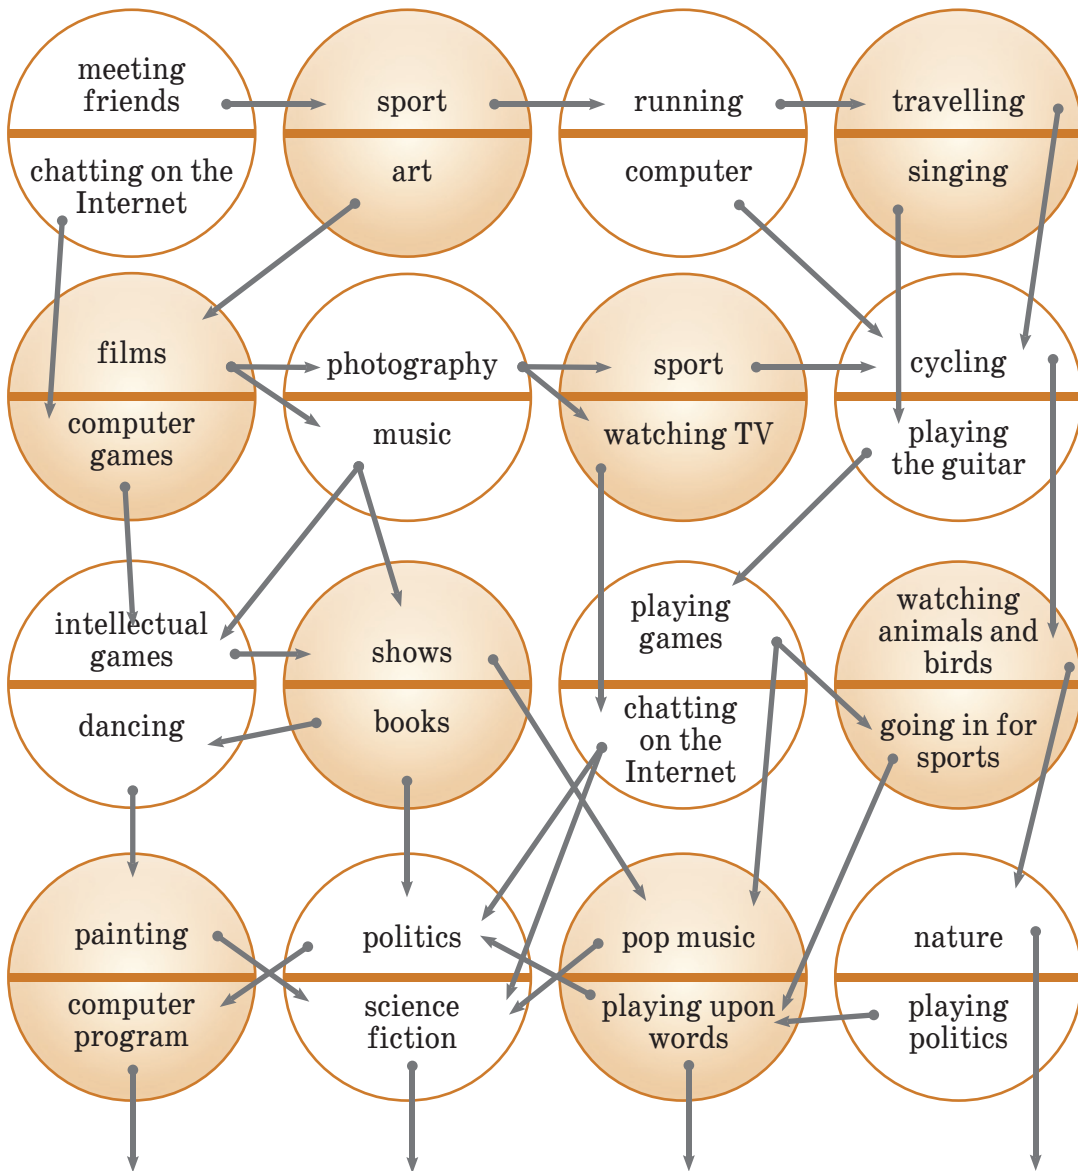 meeting
friends
chatting on the
Internet
sport
art
running
computer
travelling
singing
films
computer
games
photography
music
sport
watching TV
cycling
playing
the guitar
intellectual
games
dancing
shows
books
playing
games
chatting
on the
Internet
watching
animals and
birds
going in for
sports
painting
computer
program
politics
science
fiction
pop music
playing upon
words
nature
playing
politics